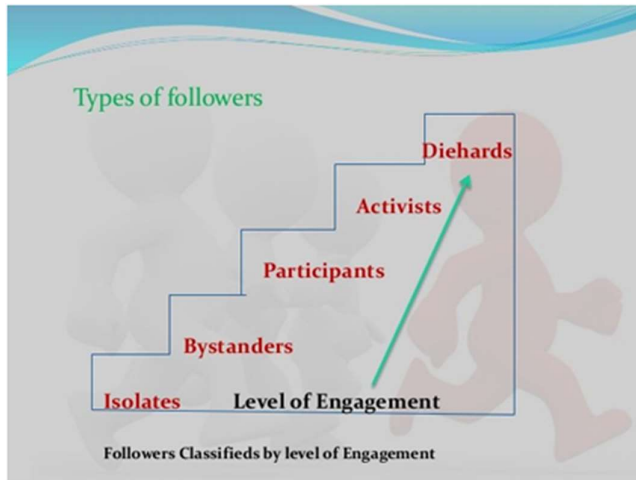 Types of followers
Diehards
Activists
Participants
Bystanders
Isolates
Level of Engagement
Followers Classifieds by level of Engagement